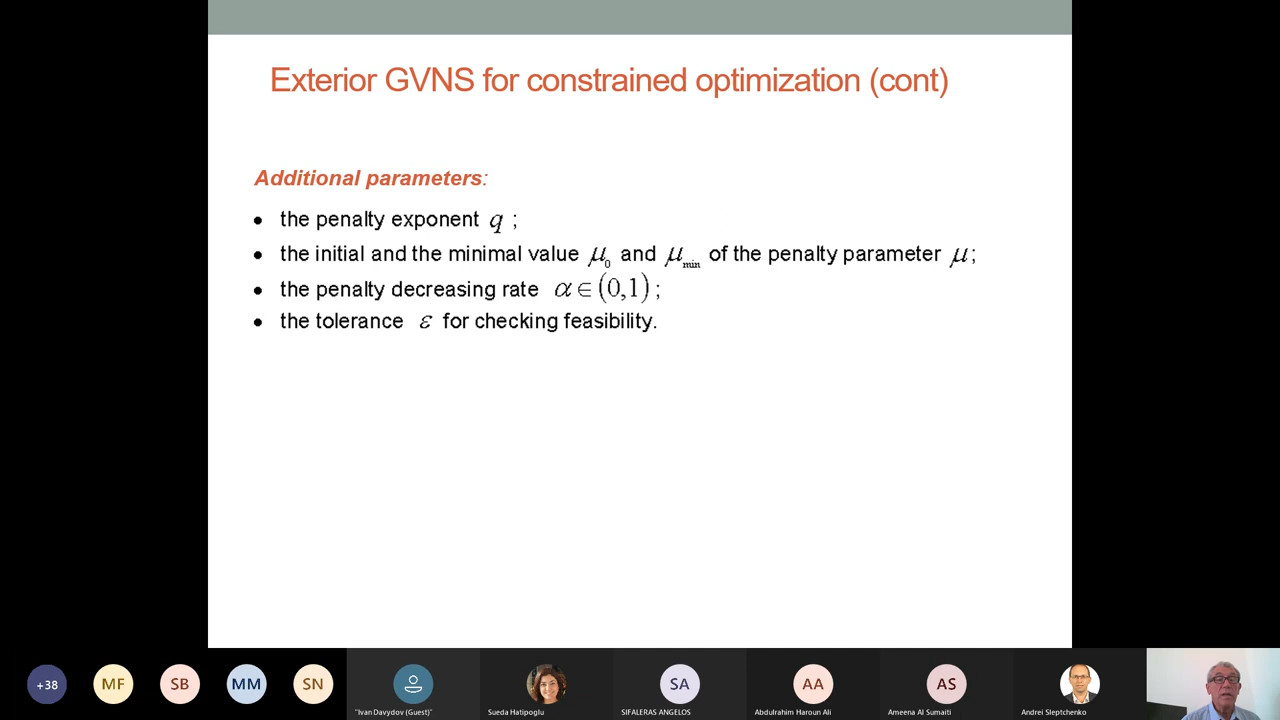 Exterior GVNS for constrained optimization (cont)
Additional parameters:
• the penalty exponent q ;
• the initial and the minimal value μ₀ and μ_min of the penalty parameter μ;
• the penalty decreasing rate α∈(0,1) ;
• the tolerance ε for checking feasibility.
+38 MF SB MM SN SA AA AS
"Ivan Davydov (Guest)" Sueda Hatipoglu SIFALERAS ANGELOS Abdulrahim Haroun Ali Ameena Al Sumaiti Andrei Sleptchenko